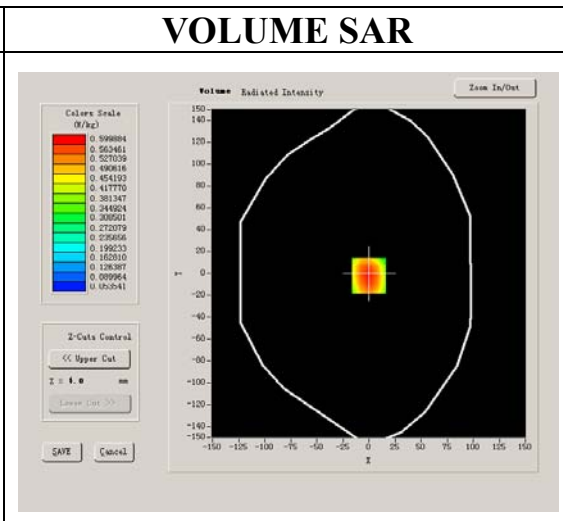 VOLUME SAR
Volume Radiated Intensity
Zoom In/Out
Colors Scale
(W/kg)
0.599884
0.563461
0.527039
0.490616
0.454193
0.417770
0.381347
0.344924
0.308501
0.272079
0.235656
0.199233
0.162810
0.126387
0.089964
0.053541
150
140
120
100
80
60
40
20
0
-20
-40
-60
-80
-100
-120
-140
-150
Y
-150 -125 -100 -75 -50 -25 0 25 50 75 100 125 150
X
Z-Cuts Control
<< Upper Cut
Z = 4.0 mm
Lower Cut >>
SAVE
Cancel